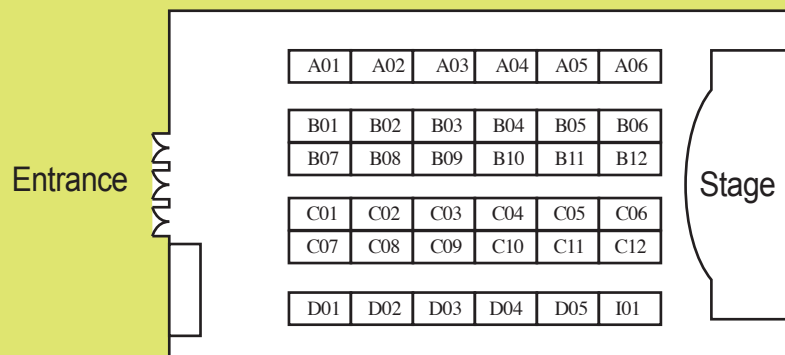 A01 A02 A03 A04 A05 A06
B01 B02 B03 B04 B05 B06
B07 B08 B09 B10 B11 B12
Entrance
Stage
C01 C02 C03 C04 C05 C06
C07 C08 C09 C10 C11 C12
D01 D02 D03 D04 D05 I01